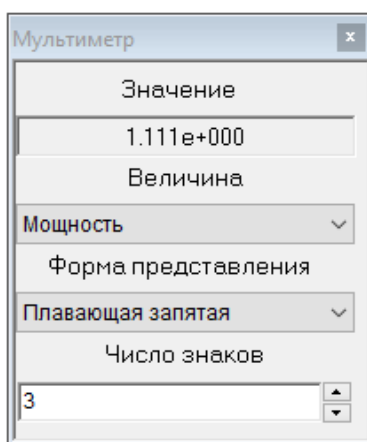 Мультиметр
x
Значение
1.111e+000
Величина
Мощность
Форма представления
Плавающая запятая
Число знаков
3